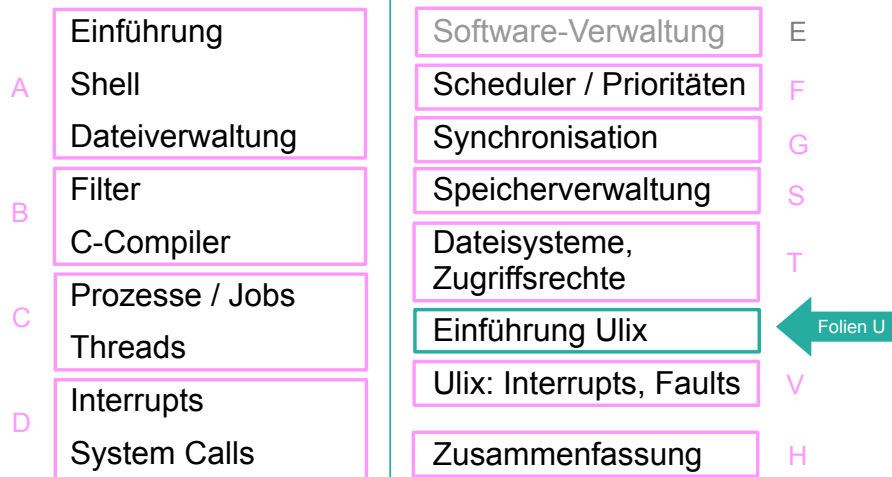 A
Einführung
Shell
Dateiverwaltung
B
Filter
C-Compiler
C
Prozesse / Jobs
Threads
D
Interrupts
System Calls
Software-Verwaltung E
Scheduler / Prioritäten F
Synchronisation G
Speicherverwaltung S
Dateisysteme,
Zugriffsrechte
T
Einführung Ulix Folien U
Ulix: Interrupts, Faults V
Zusammenfassung H